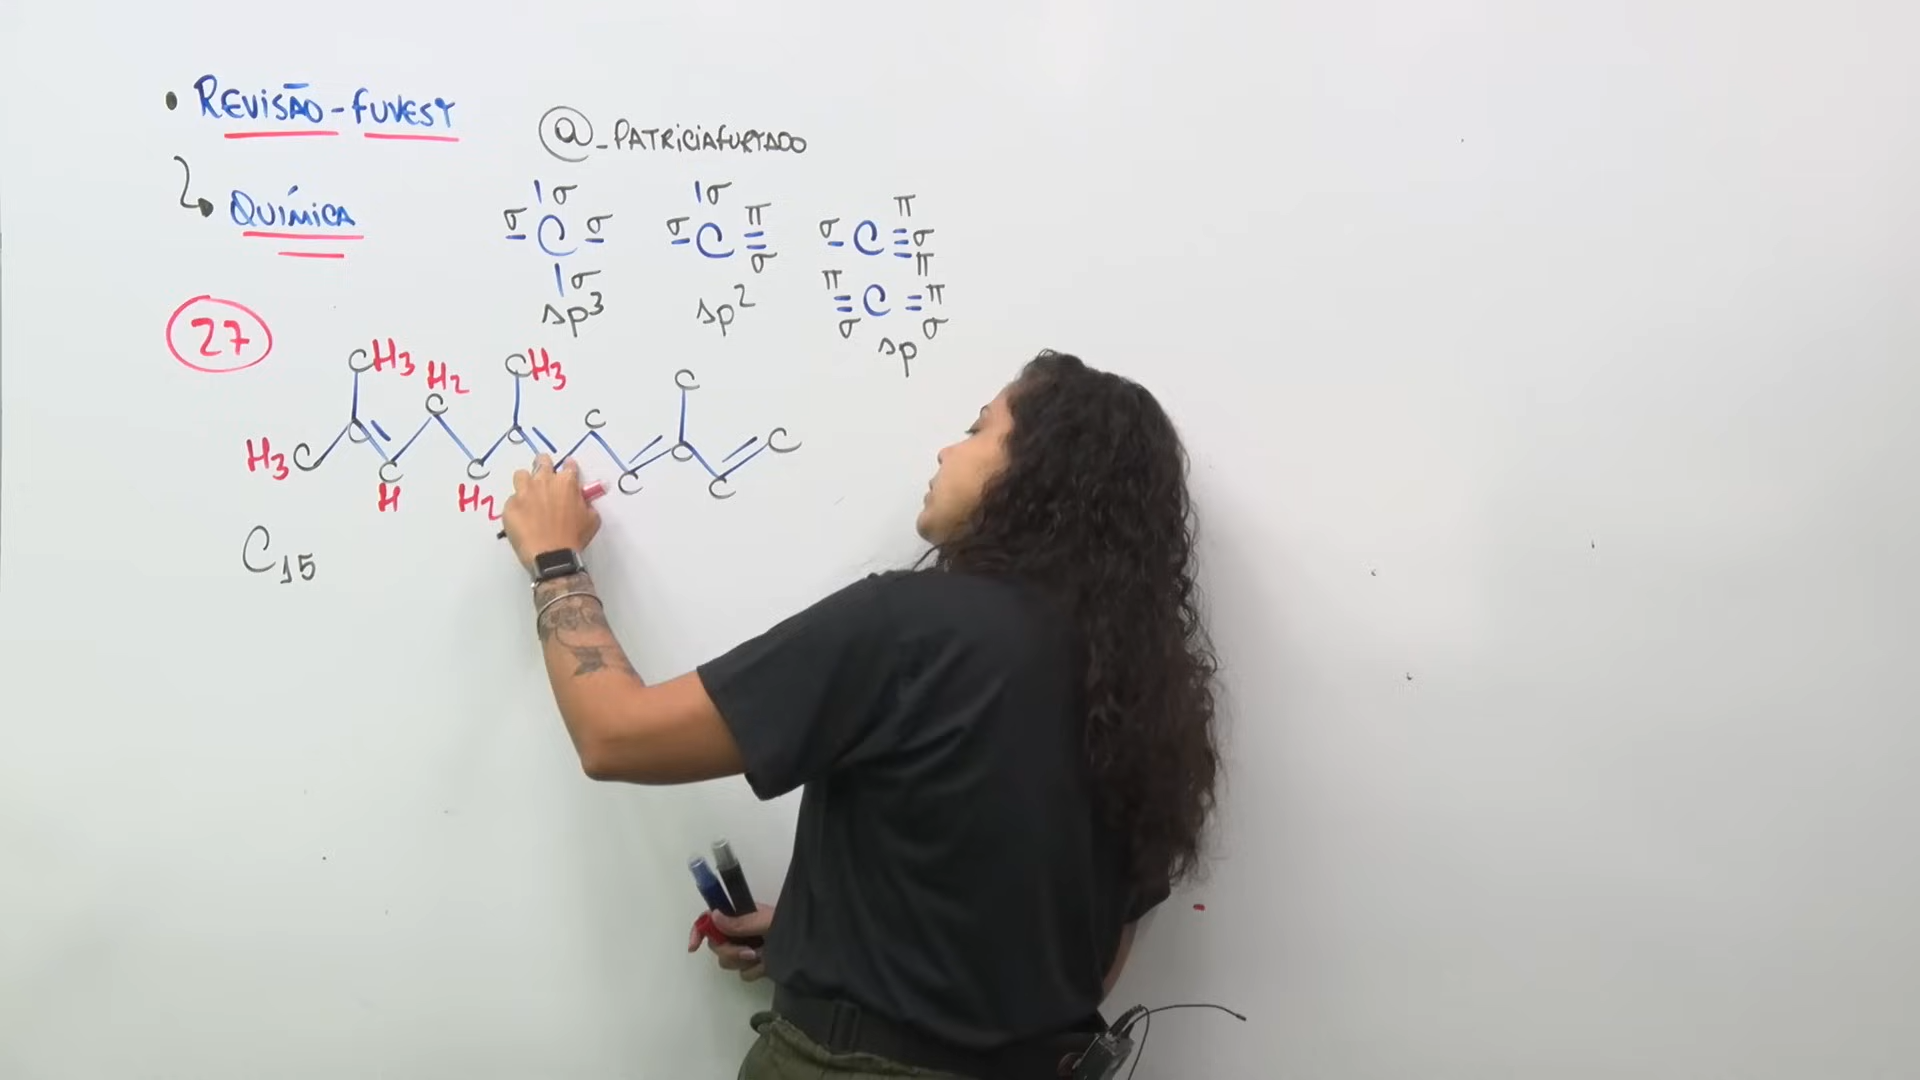 • REVISÃO - FUVEST
@_PATRICIAFURTADO
QUÍMICA
σ σ σ σ C sp³
σ σ C π σ sp²
σ C π σ π
π σ C π σ
sp
27
CH3 H2 CH3 C
C C C C C C
H3C C C C C C
H H2
C15